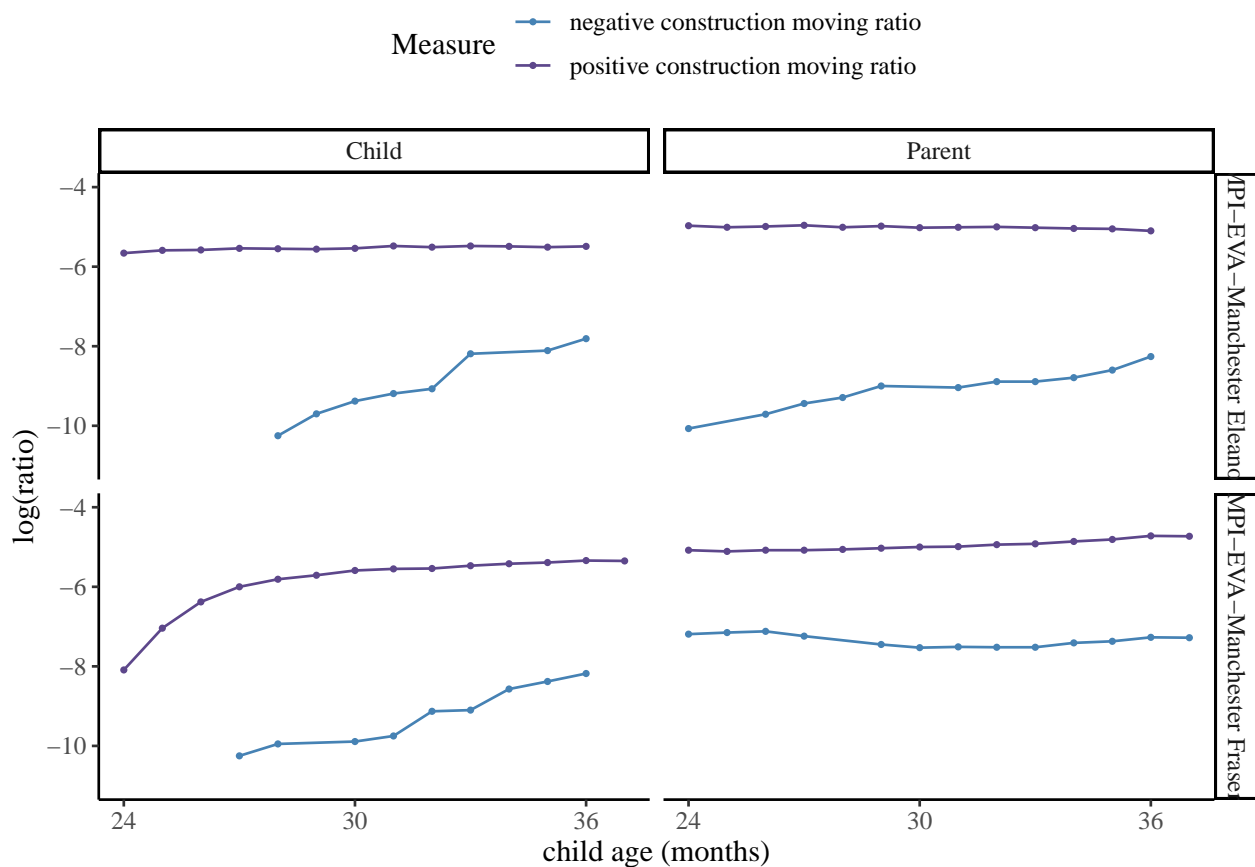 Measure
negative construction moving ratio
positive construction moving ratio
Child
Parent
−4
−6
−8
−10
MPI−EVA−Manchester Eleanor
−4
−6
−8
−10
MPI−EVA−Manchester Fraser
log(ratio)
24
30
36
24
30
36
child age (months)